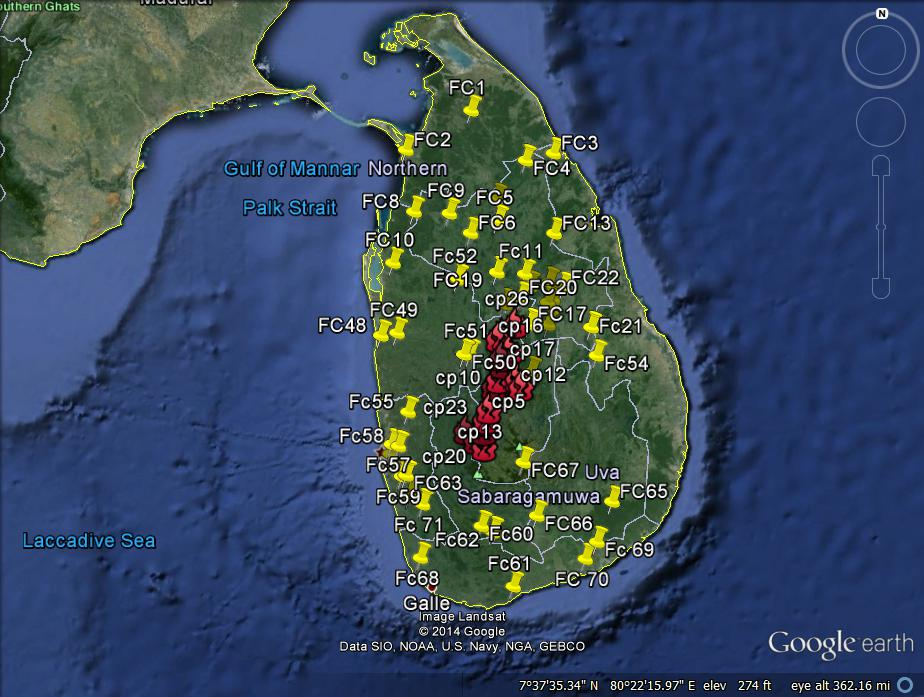 outhern Ghats
Madurai
N
FC1
FC2
FC3
Gulf of Mannar
Northern
FC4
FC8
FC9
FC5
Palk Strait
FC6
FC13
FC10
Fc52
Fc11
FC19
FC20
FC22
cp26
FC49
FC17
FC48
Fc51
cp16
Fc21
cp17
Fc50
Fc54
cp10
cp12
Fc55
cp23
cp5
Fc58
cp13
Fc57
cp20
FC67
Uva
FC63
Fc59
Sabaragamuwa
FC65
Fc 71
Fc62
Fc60
FC66
Laccadive Sea
Fc 69
Fc61
Fc68
FC 70
Galle
Image Landsat
© 2014 Google
Data SIO, NOAA, U.S. Navy, NGA, GEBCO
Google earth
7°37'35.34" N 80°22'15.97" E elev 274 ft eye alt 362.16 mi